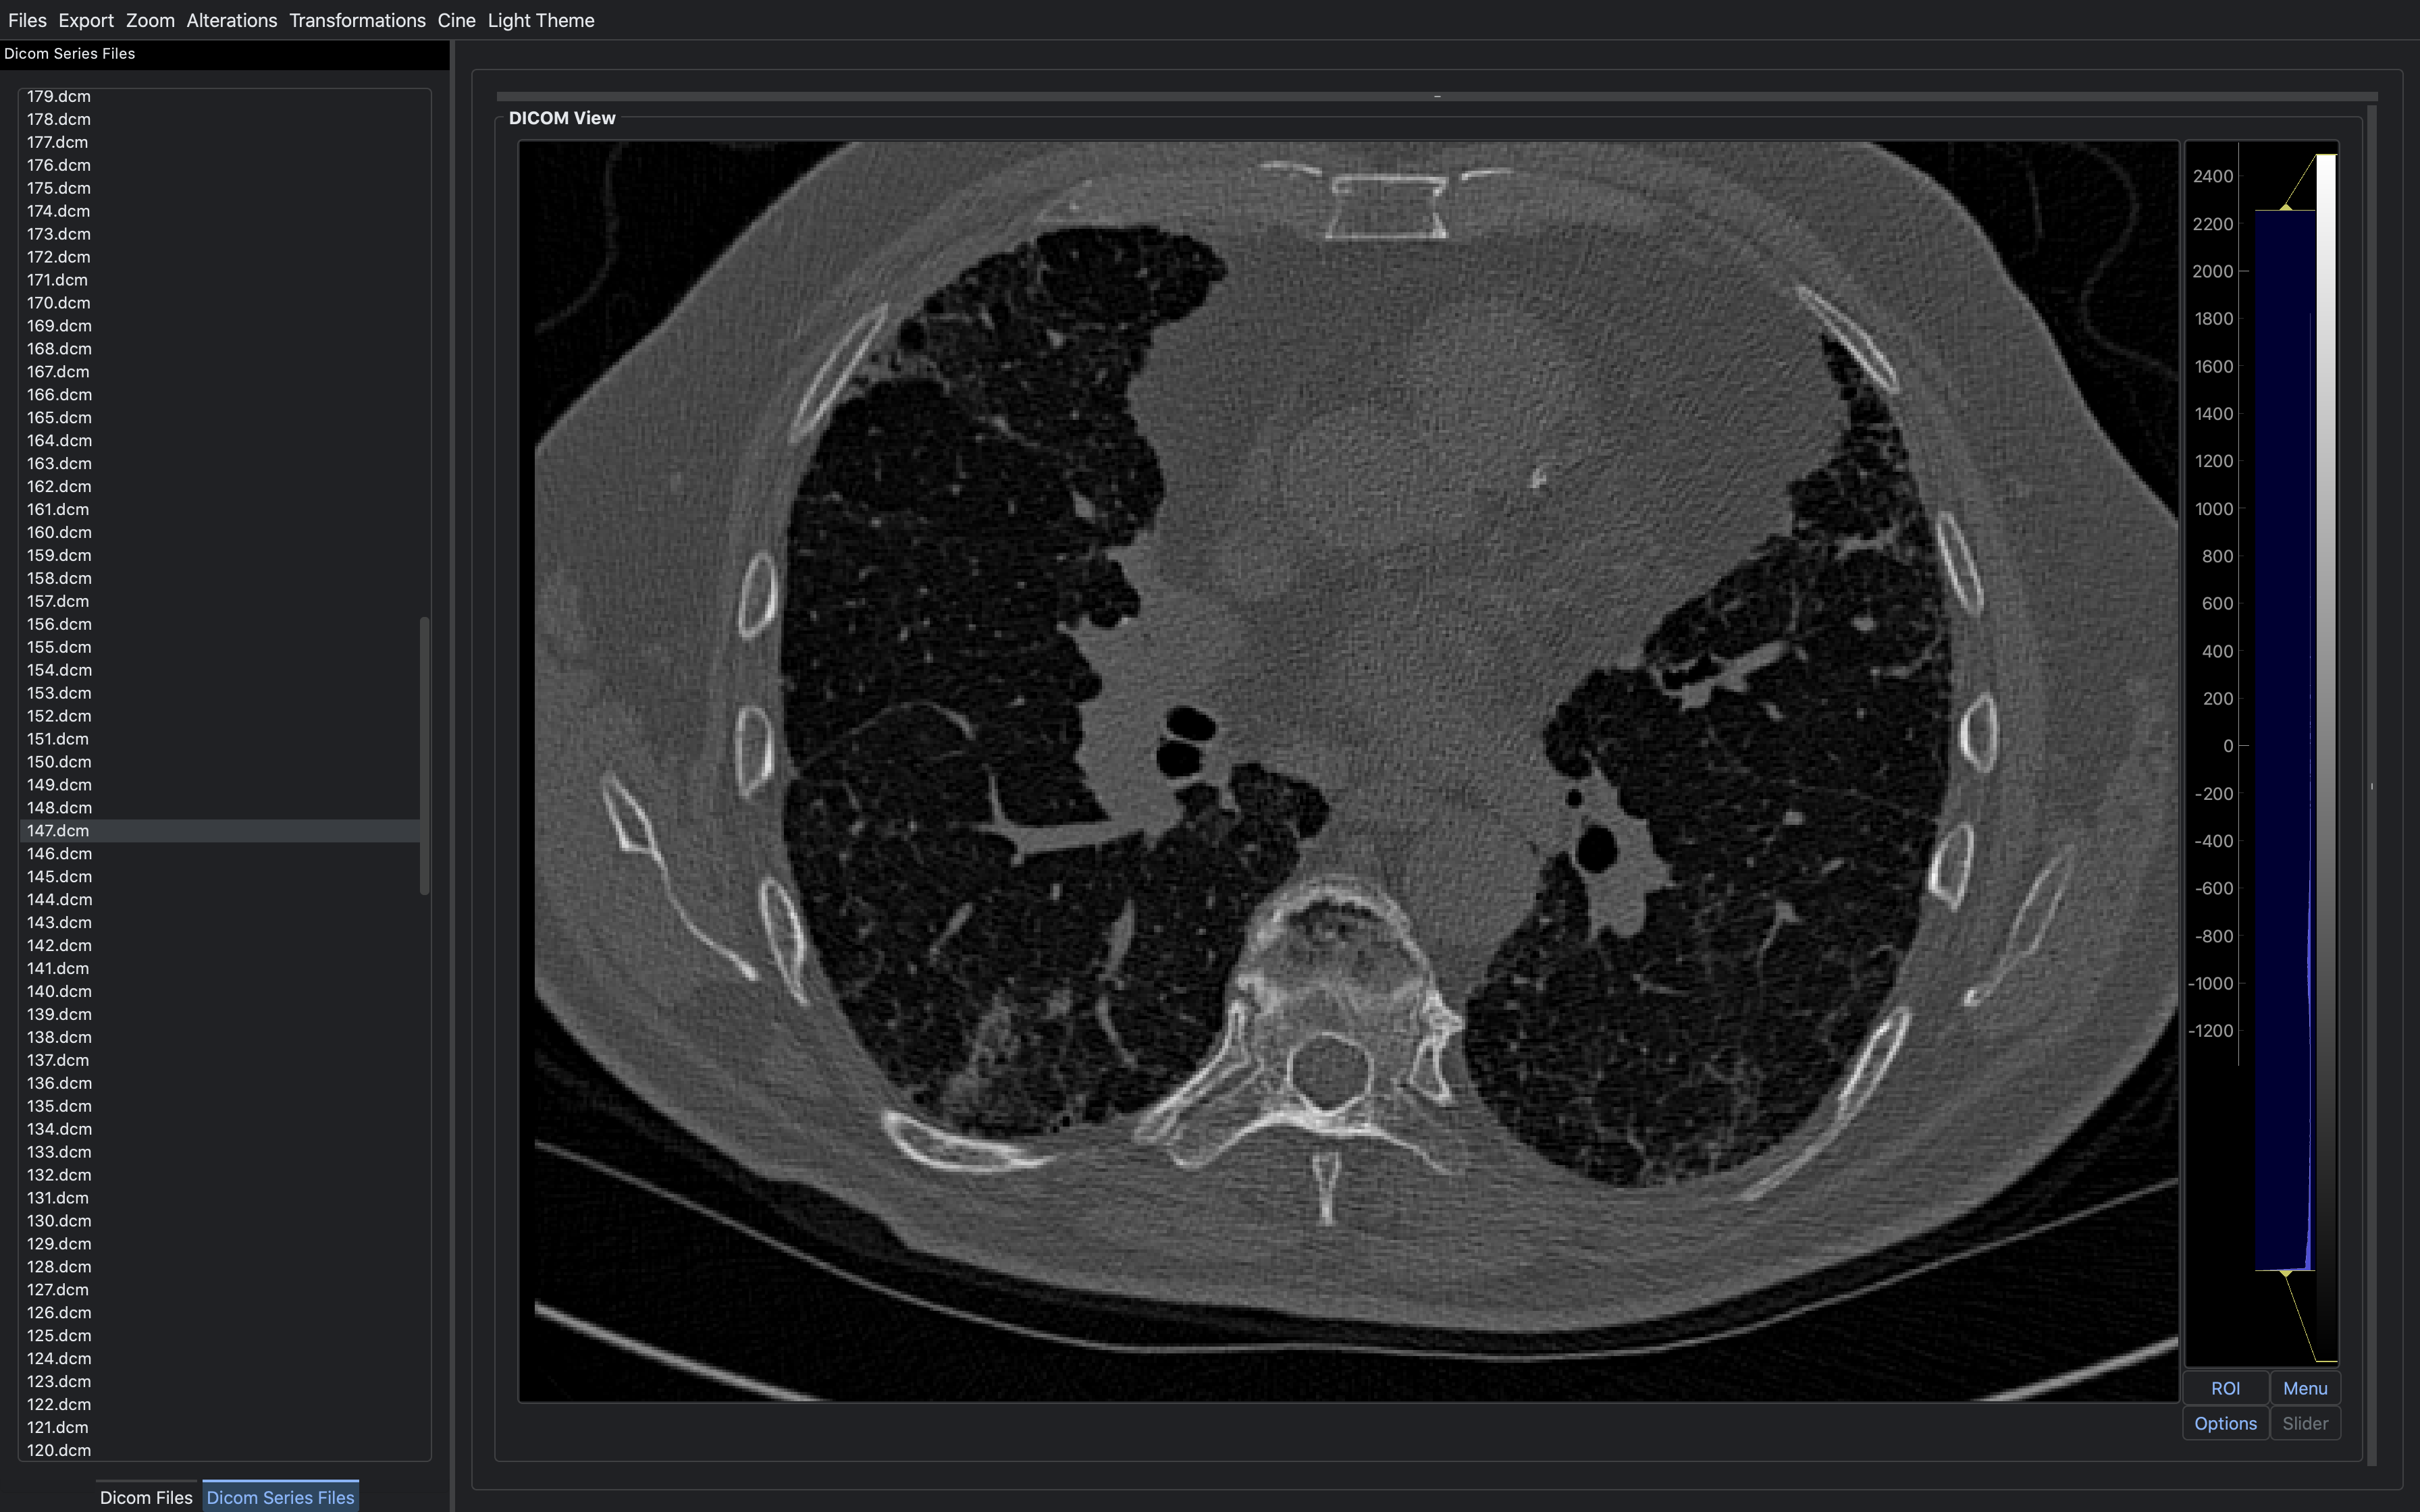 Files Export Zoom Alterations Transformations Cine Light Theme
Dicom Series Files
179.dcm
178.dcm
177.dcm
176.dcm
175.dcm
174.dcm
173.dcm
172.dcm
171.dcm
170.dcm
169.dcm
168.dcm
167.dcm
166.dcm
165.dcm
164.dcm
163.dcm
162.dcm
161.dcm
160.dcm
159.dcm
158.dcm
157.dcm
156.dcm
155.dcm
154.dcm
153.dcm
152.dcm
151.dcm
150.dcm
149.dcm
148.dcm
147.dcm
146.dcm
145.dcm
144.dcm
143.dcm
142.dcm
141.dcm
140.dcm
139.dcm
138.dcm
137.dcm
136.dcm
135.dcm
134.dcm
133.dcm
132.dcm
131.dcm
130.dcm
129.dcm
128.dcm
127.dcm
126.dcm
125.dcm
124.dcm
123.dcm
122.dcm
121.dcm
120.dcm
Dicom Files Dicom Series Files
DICOM View
2400
2200
2000
1800
1600
1400
1200
1000
800
600
400
200
0
-200
-400
-600
-800
-1000
-1200
ROI Menu
Options Slider